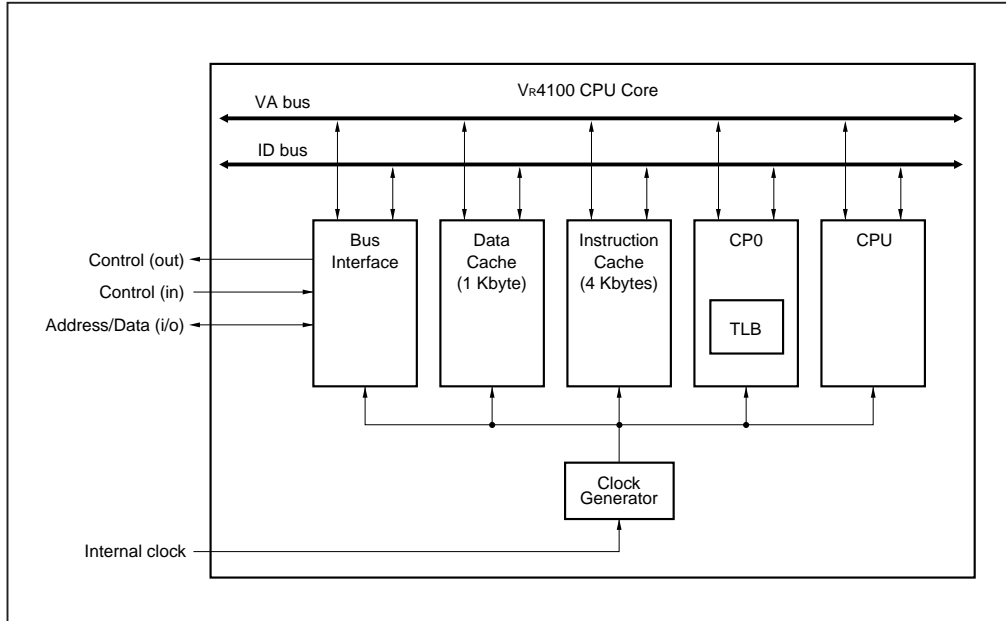 VR4100 CPU Core
VA bus
ID bus
Bus
Interface
Data
Cache
(1 Kbyte)
Instruction
Cache
(4 Kbytes)
CP0
TLB
CPU
Control (out)
Control (in)
Address/Data (i/o)
Clock
Generator
Internal clock